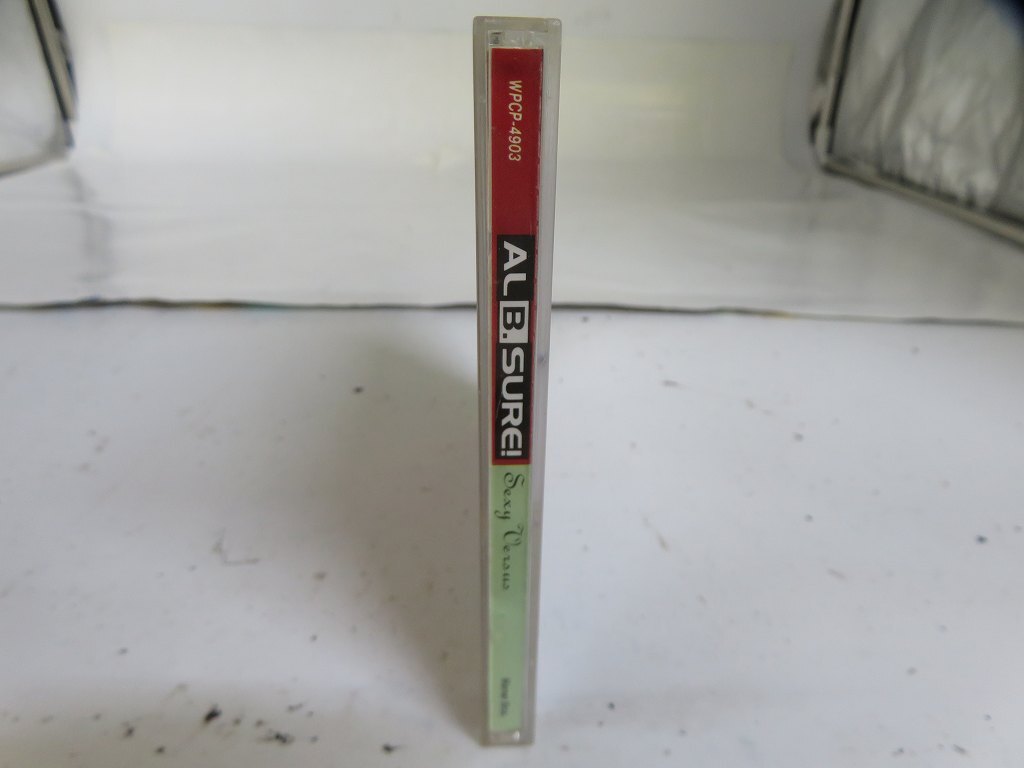 WPCP-4903
AL B. SURE!
Sexy Versus